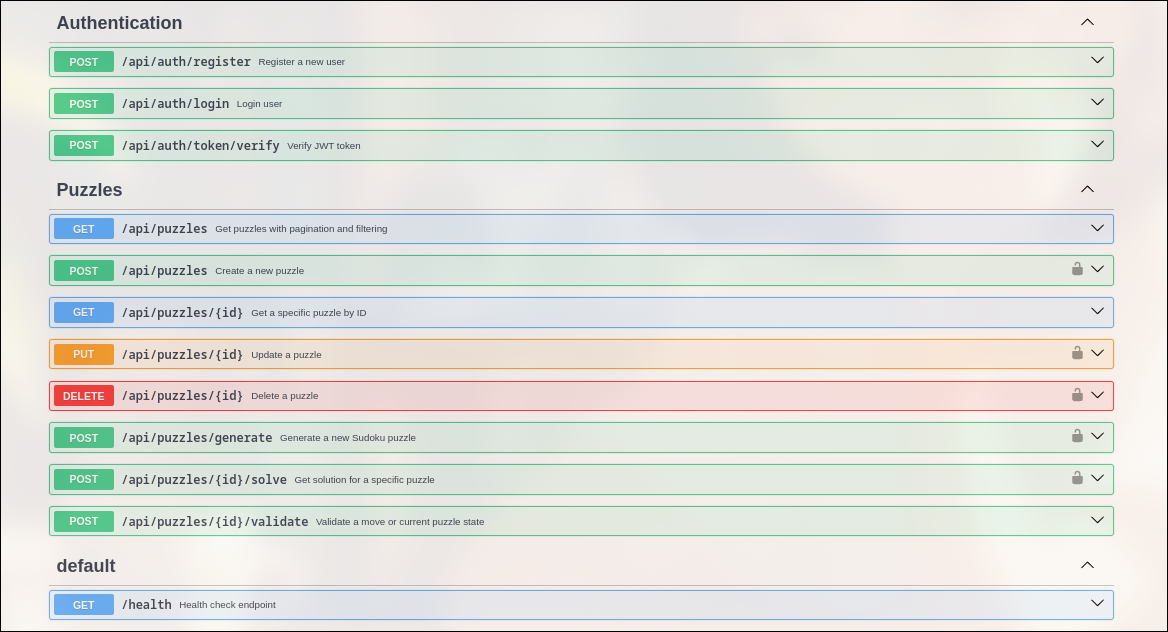 Authentication
POST /api/auth/register Register a new user
POST /api/auth/login Login user
POST /api/auth/token/verify Verify JWT token
Puzzles
GET /api/puzzles Get puzzles with pagination and filtering
POST /api/puzzles Create a new puzzle
GET /api/puzzles/{id} Get a specific puzzle by ID
PUT /api/puzzles/{id} Update a puzzle
DELETE /api/puzzles/{id} Delete a puzzle
POST /api/puzzles/generate Generate a new Sudoku puzzle
POST /api/puzzles/{id}/solve Get solution for a specific puzzle
POST /api/puzzles/{id}/validate Validate a move or current puzzle state
default
GET /health Health check endpoint